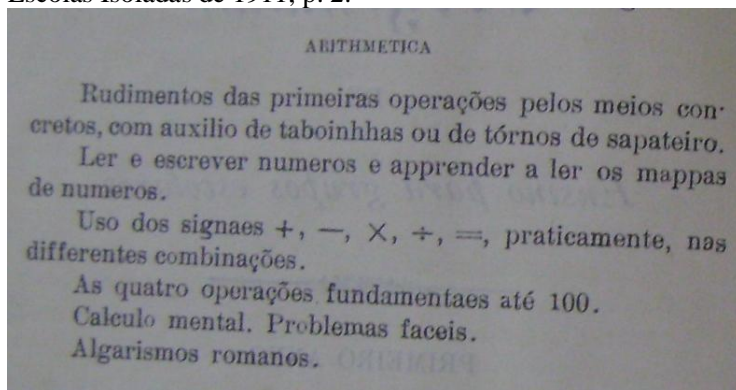 Escolas Isoladas de 1911, p. 2.
ARITHMETICA
Rudimentos das primeiras operações pelos meios con-
cretos, com auxilio de taboinhhas ou de tórnos de sapateiro.
Ler e escrever numeros e apprender a ler os mappas
de numeros.
Uso dos signaes +, —, ×, ÷, =, praticamente, nas
differentes combinações.
As quatro operações fundamentaes até 100.
Calculo mental. Problemas faceis.
Algarismos romanos.